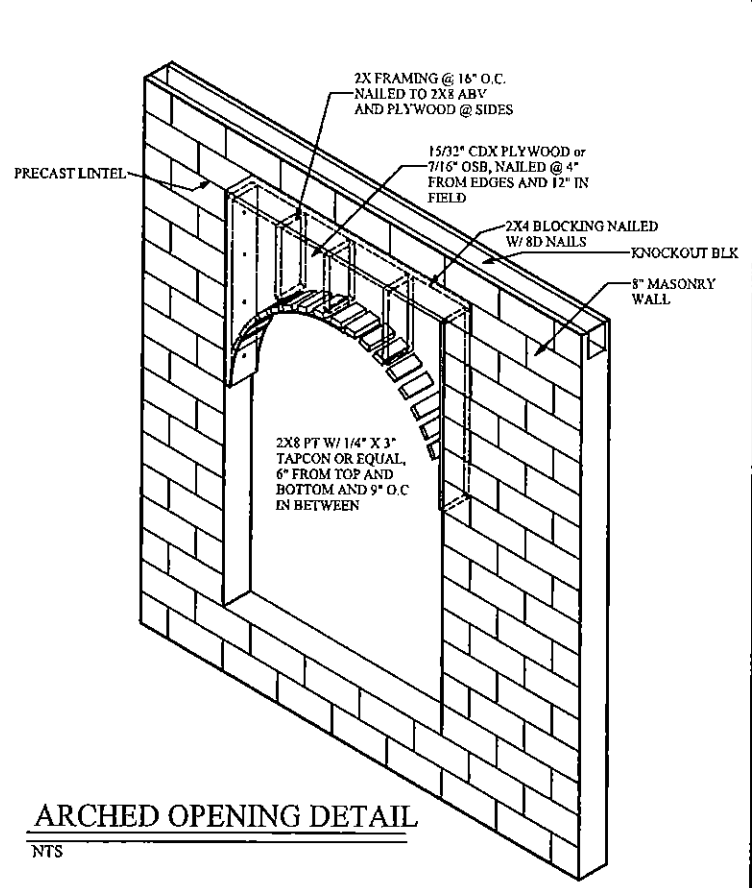 2X FRAMING @ 16" O.C.
NAILED TO 2X8 ABV
AND PLYWOOD @ SIDES
15/32" CDX PLYWOOD or
7/16" OSB, NAILED @ 4"
FROM EDGES AND 12" IN
FIELD
PRECAST LINTEL
2X4 BLOCKING NAILED
W/ 8D NAILS
KNOCKOUT BLK
8" MASONRY
WALL
2X8 PT W/ 1/4" X 3"
TAPCON OR EQUAL,
6" FROM TOP AND
BOTTOM AND 9" O.C
IN BETWEEN
ARCHED OPENING DETAIL
NTS